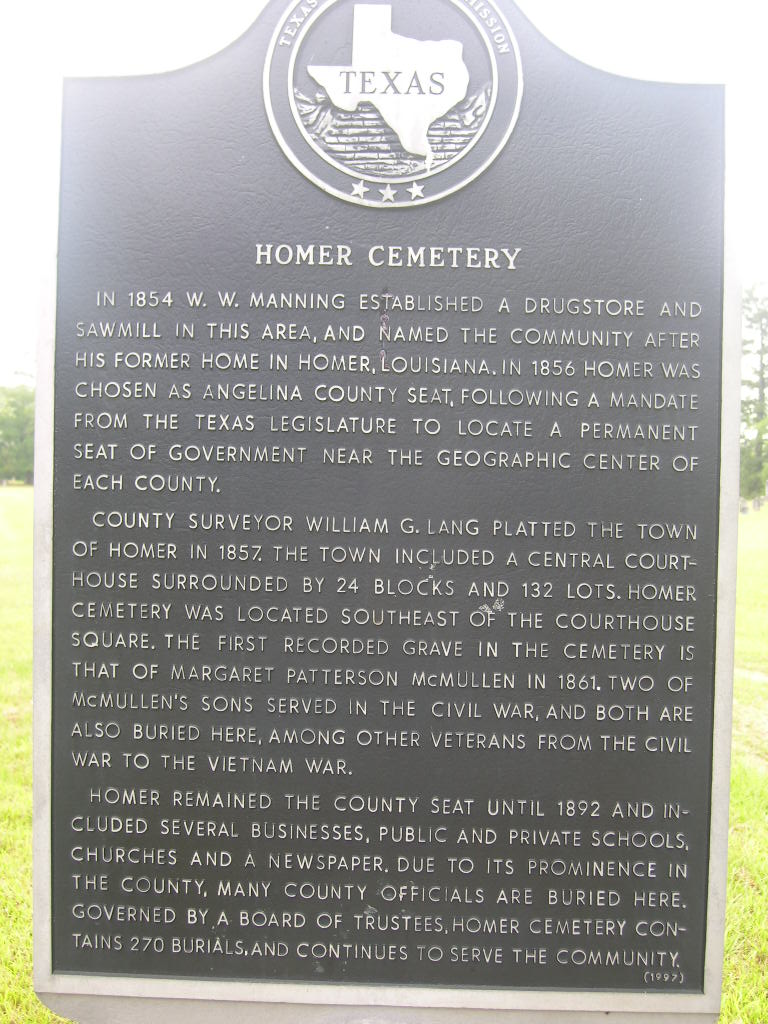 TEXAS
MISSION
TEXAS
HOMER CEMETERY
IN 1854 W. W. MANNING ESTABLISHED A DRUGSTORE AND
SAWMILL IN THIS AREA, AND NAMED THE COMMUNITY AFTER
HIS FORMER HOME IN HOMER, LOUISIANA. IN 1856 HOMER WAS
CHOSEN AS ANGELINA COUNTY SEAT, FOLLOWING A MANDATE
FROM THE TEXAS LEGISLATURE TO LOCATE A PERMANENT
SEAT OF GOVERNMENT NEAR THE GEOGRAPHIC CENTER OF
EACH COUNTY.
COUNTY SURVEYOR WILLIAM G. LANG PLATTED THE TOWN
OF HOMER IN 1857. THE TOWN INCLUDED A CENTRAL COURT-
HOUSE SURROUNDED BY 24 BLOCKS AND 132 LOTS. HOMER
CEMETERY WAS LOCATED SOUTHEAST OF THE COURTHOUSE
SQUARE. THE FIRST RECORDED GRAVE IN THE CEMETERY IS
THAT OF MARGARET PATTERSON McMULLEN IN 1861. TWO OF
McMULLEN'S SONS SERVED IN THE CIVIL WAR, AND BOTH ARE
ALSO BURIED HERE, AMONG OTHER VETERANS FROM THE CIVIL
WAR TO THE VIETNAM WAR.
HOMER REMAINED THE COUNTY SEAT UNTIL 1892 AND IN-
CLUDED SEVERAL BUSINESSES, PUBLIC AND PRIVATE SCHOOLS,
CHURCHES AND A NEWSPAPER. DUE TO ITS PROMINENCE IN
THE COUNTY, MANY COUNTY OFFICIALS ARE BURIED HERE.
GOVERNED BY A BOARD OF TRUSTEES, HOMER CEMETERY CON-
TAINS 270 BURIALS, AND CONTINUES TO SERVE THE COMMUNITY.
(1997)